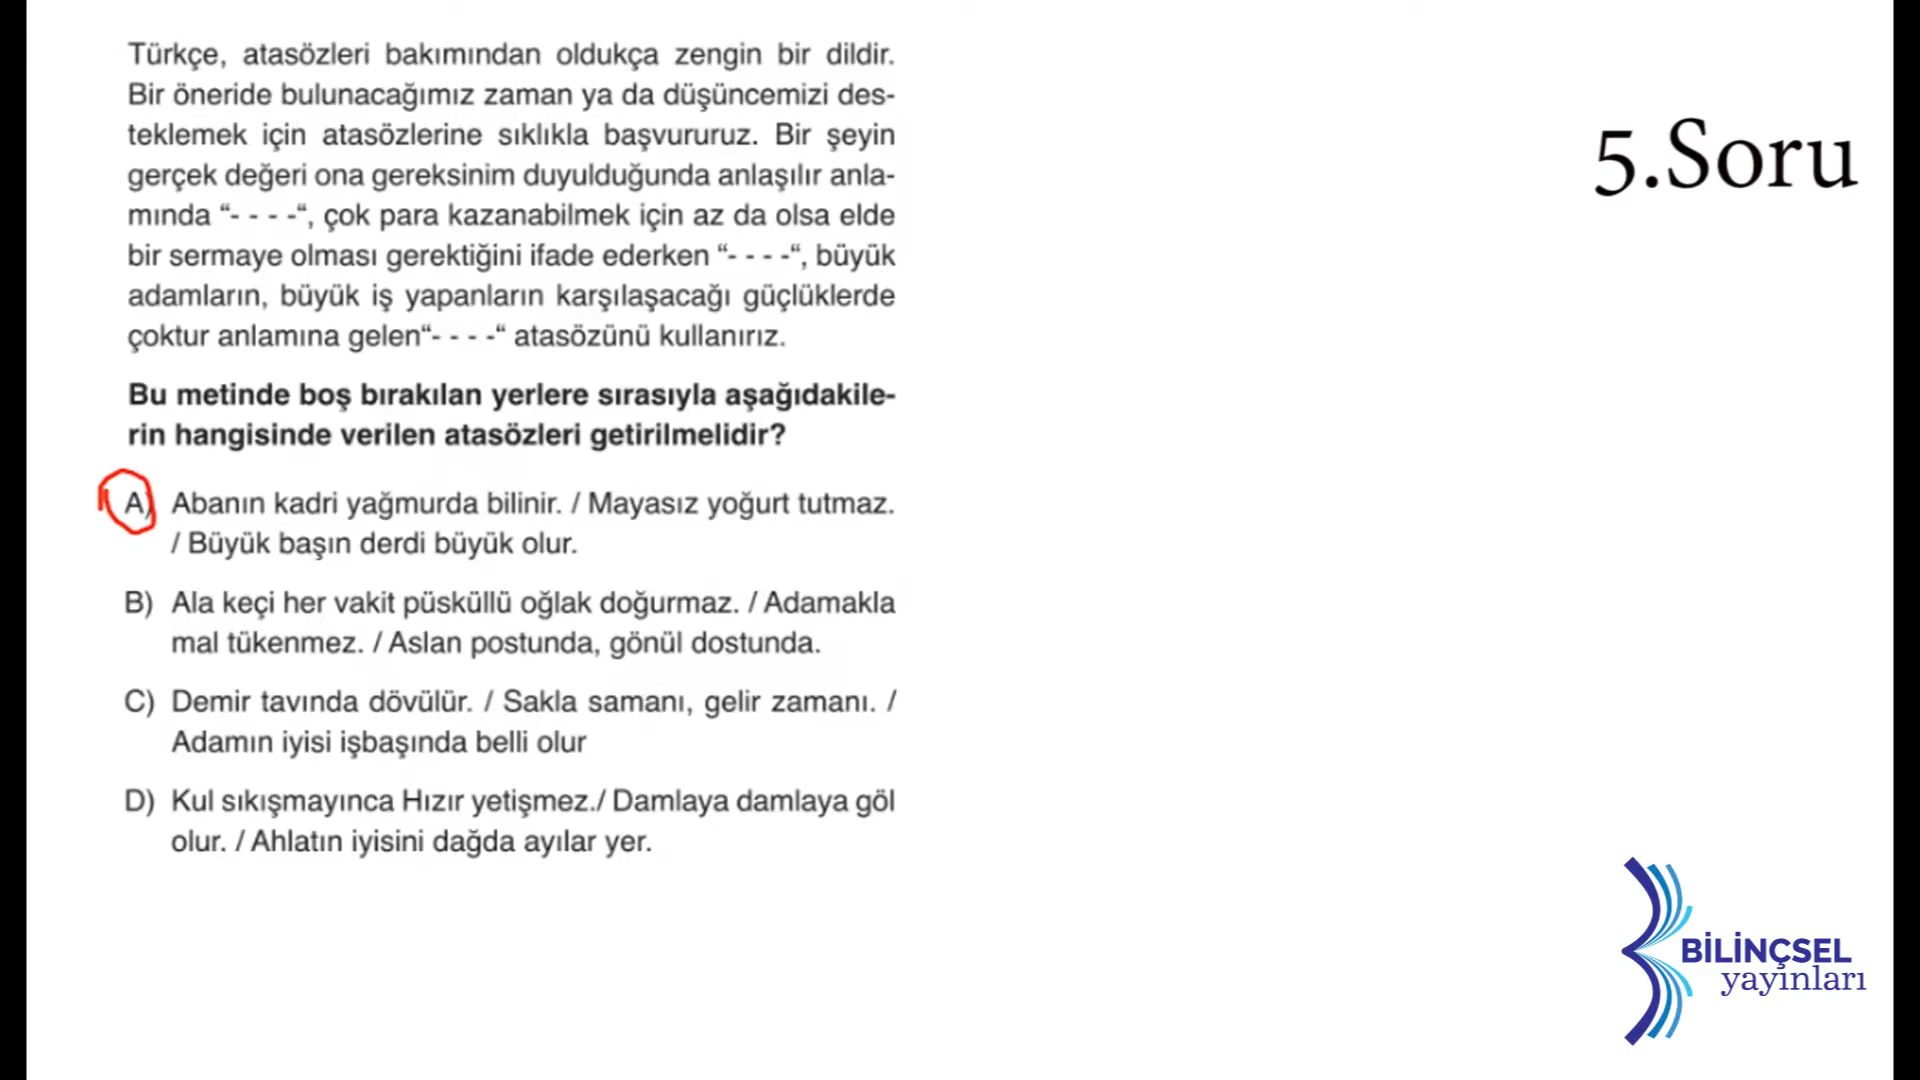 Türkçe, atasözleri bakımından oldukça zengin bir dildir.
Bir öneride bulunacağımız zaman ya da düşüncemizi des-
teklemek için atasözlerine sıklıkla başvururuz. Bir şeyin
gerçek değeri ona gereksinim duyulduğunda anlaşılır anla-
mında “- - - -“, çok para kazanabilmek için az da olsa elde
bir sermaye olması gerektiğini ifade ederken “- - - -“, büyük
adamların, büyük iş yapanların karşılaşacağı güçlüklerde
çoktur anlamına gelen“- - - -“ atasözünü kullanırız.
Bu metinde boş bırakılan yerlere sırasıyla aşağıdakile-
rin hangisinde verilen atasözleri getirilmelidir?
A) Abanın kadri yağmurda bilinir. / Mayasız yoğurt tutmaz.
/ Büyük başın derdi büyük olur.
B) Ala keçi her vakit püsküllü oğlak doğurmaz. / Adamakla
mal tükenmez. / Aslan postunda, gönül dostunda.
C) Demir tavında dövülür. / Sakla samanı, gelir zamanı. /
Adamın iyisi işbaşında belli olur
D) Kul sıkışmayınca Hızır yetişmez./ Damlaya damlaya göl
olur. / Ahlatın iyisini dağda ayılar yer.
5.Soru
BİLİNÇSEL
yayınları